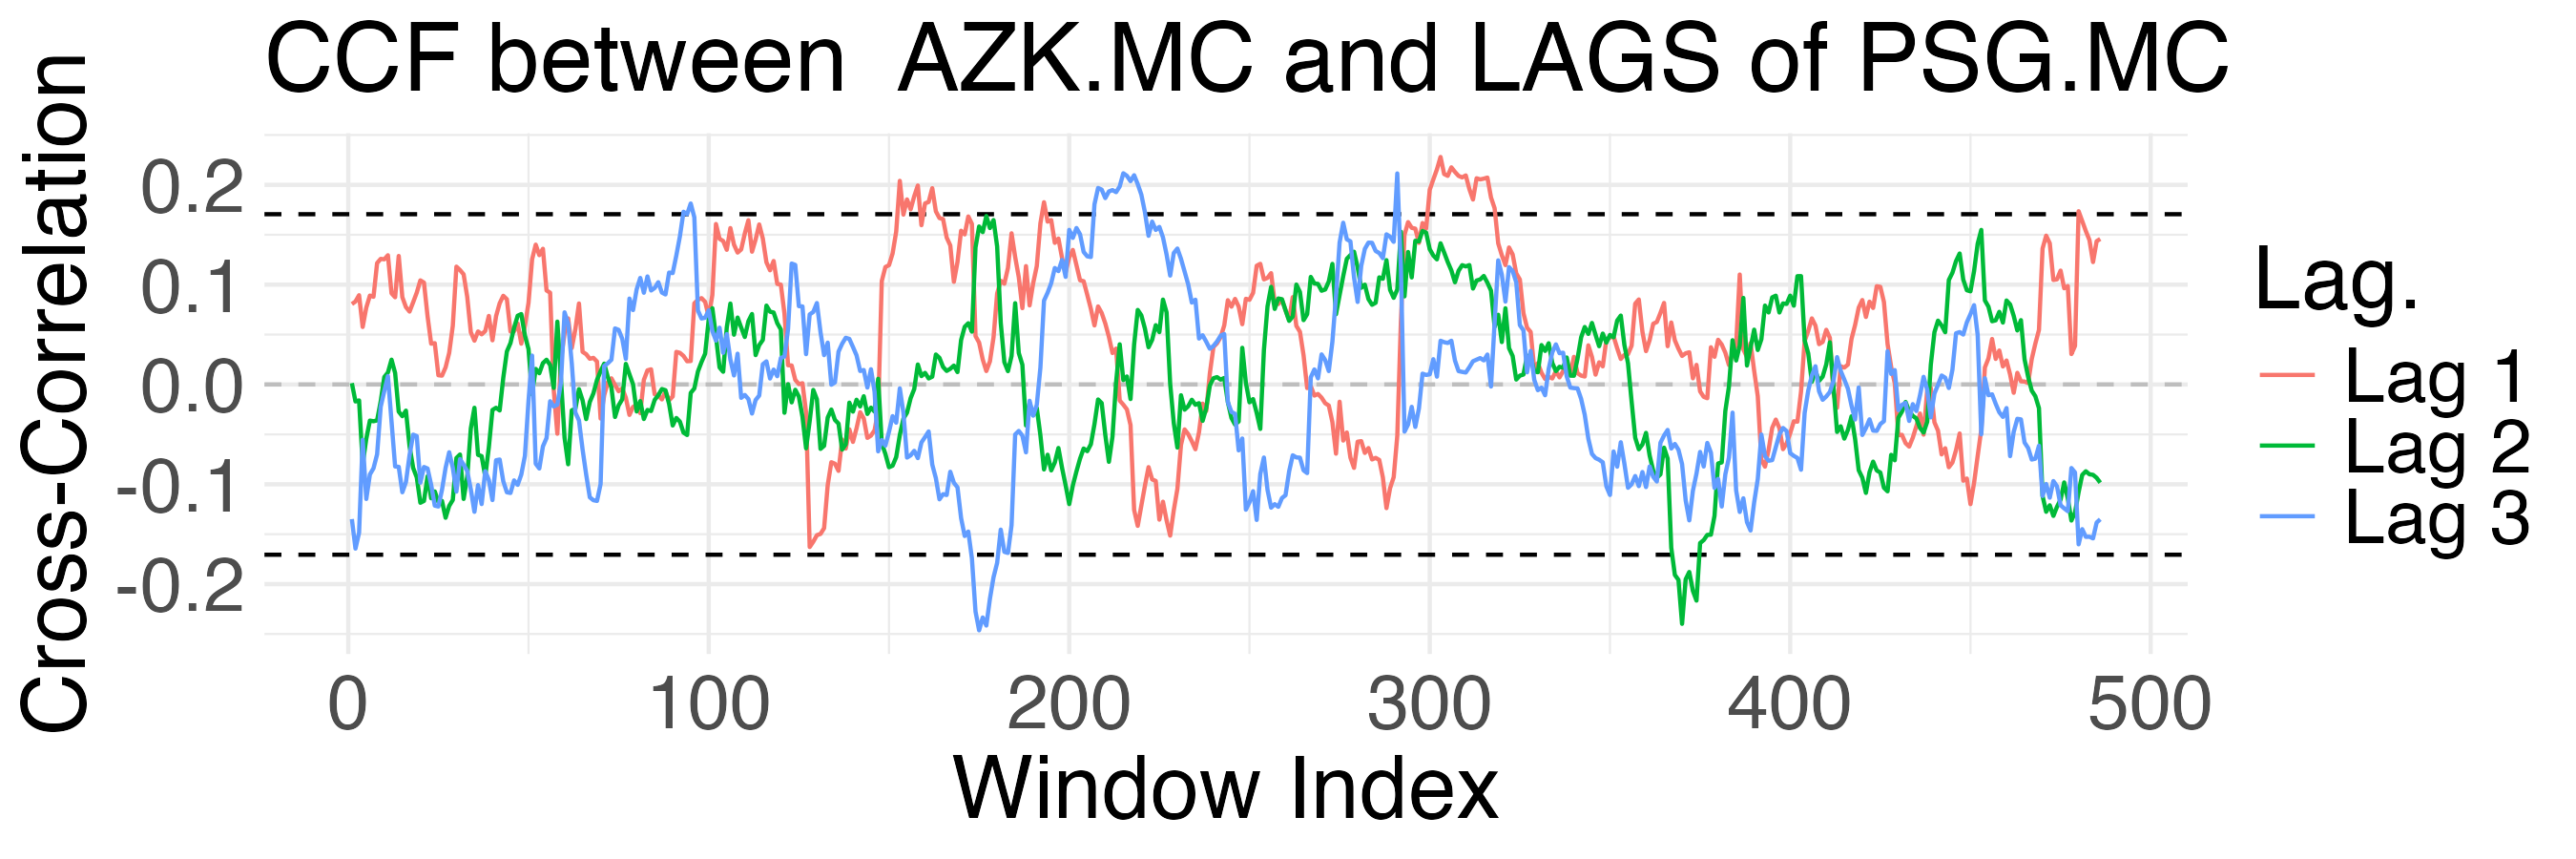 CCF between  AZK.MC and LAGS of PSG.MC
Cross-Correlation
0.2
0.1
0.0
-0.1
-0.2
0 100 200 300 400 500
Window Index
Lag.
Lag 1
Lag 2
Lag 3